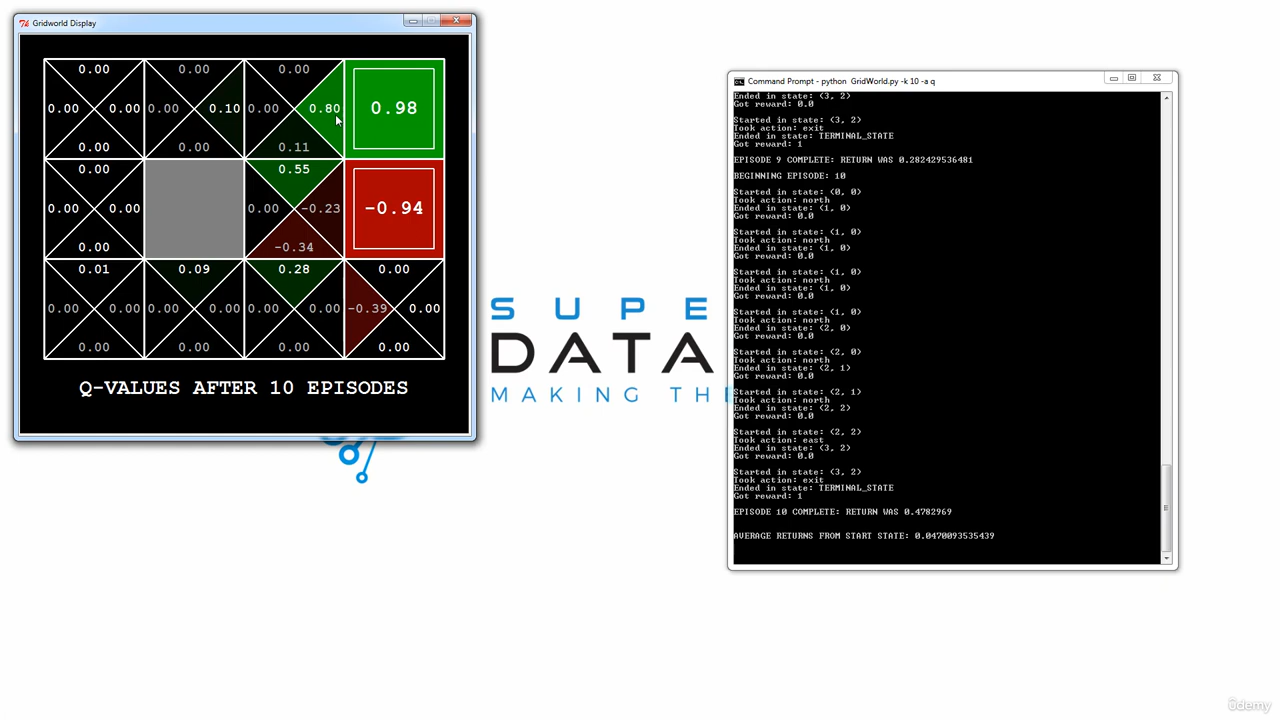 Gridworld Display
0.00 0.00 0.00
0.00 0.00 0.00 0.10 0.00 0.80 0.98
0.00 0.00 0.11
0.00 0.55
0.00 0.00 0.00 -0.23 -0.94
0.00 -0.34
0.01 0.09 0.28 0.00
0.00 0.00 0.00 0.00 0.00 0.00 -0.39 0.00
0.00 0.00 0.00 0.00
Q-VALUES AFTER 10 EPISODES
SUPE
DATA
MAKING THE
Command Prompt - python GridWorld.py -k 10 -a q
Ended in state: (3, 2)
Got reward: 0.0
Started in state: (3, 2)
Took action: exit
Ended in state: TERMINAL_STATE
Got reward: 1
EPISODE 9 COMPLETE: RETURN WAS 0.282429536481
BEGINNING EPISODE: 10
Started in state: (0, 0)
Took action: north
Ended in state: (1, 0)
Got reward: 0.0
Started in state: (1, 0)
Took action: north
Ended in state: (1, 0)
Got reward: 0.0
Started in state: (1, 0)
Took action: north
Ended in state: (1, 0)
Got reward: 0.0
Started in state: (1, 0)
Took action: north
Ended in state: (2, 0)
Got reward: 0.0
Started in state: (2, 0)
Took action: north
Ended in state: (2, 1)
Got reward: 0.0
Started in state: (2, 1)
Took action: north
Ended in state: (2, 2)
Got reward: 0.0
Started in state: (2, 2)
Took action: east
Ended in state: (3, 2)
Got reward: 0.0
Started in state: (3, 2)
Took action: exit
Ended in state: TERMINAL_STATE
Got reward: 1
EPISODE 10 COMPLETE: RETURN WAS 0.4782969
AVERAGE RETURNS FROM START STATE: 0.0470093535439
ûdemy